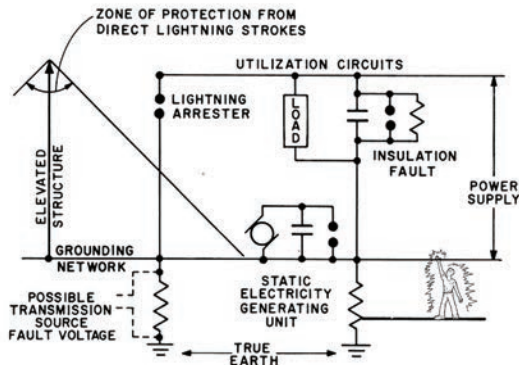 ZONE OF PROTECTION FROM
DIRECT LIGHTNING STROKES
UTILIZATION CIRCUITS
LIGHTNING
ARRESTER
LOAD
INSULATION
FAULT
ELEVATED
STRUCTURE
POWER
SUPPLY
GROUNDING
NETWORK
POSSIBLE
TRANSMISSION
SOURCE
FAULT VOLTAGE
STATIC
ELECTRICITY
GENERATING
UNIT
TRUE
EARTH